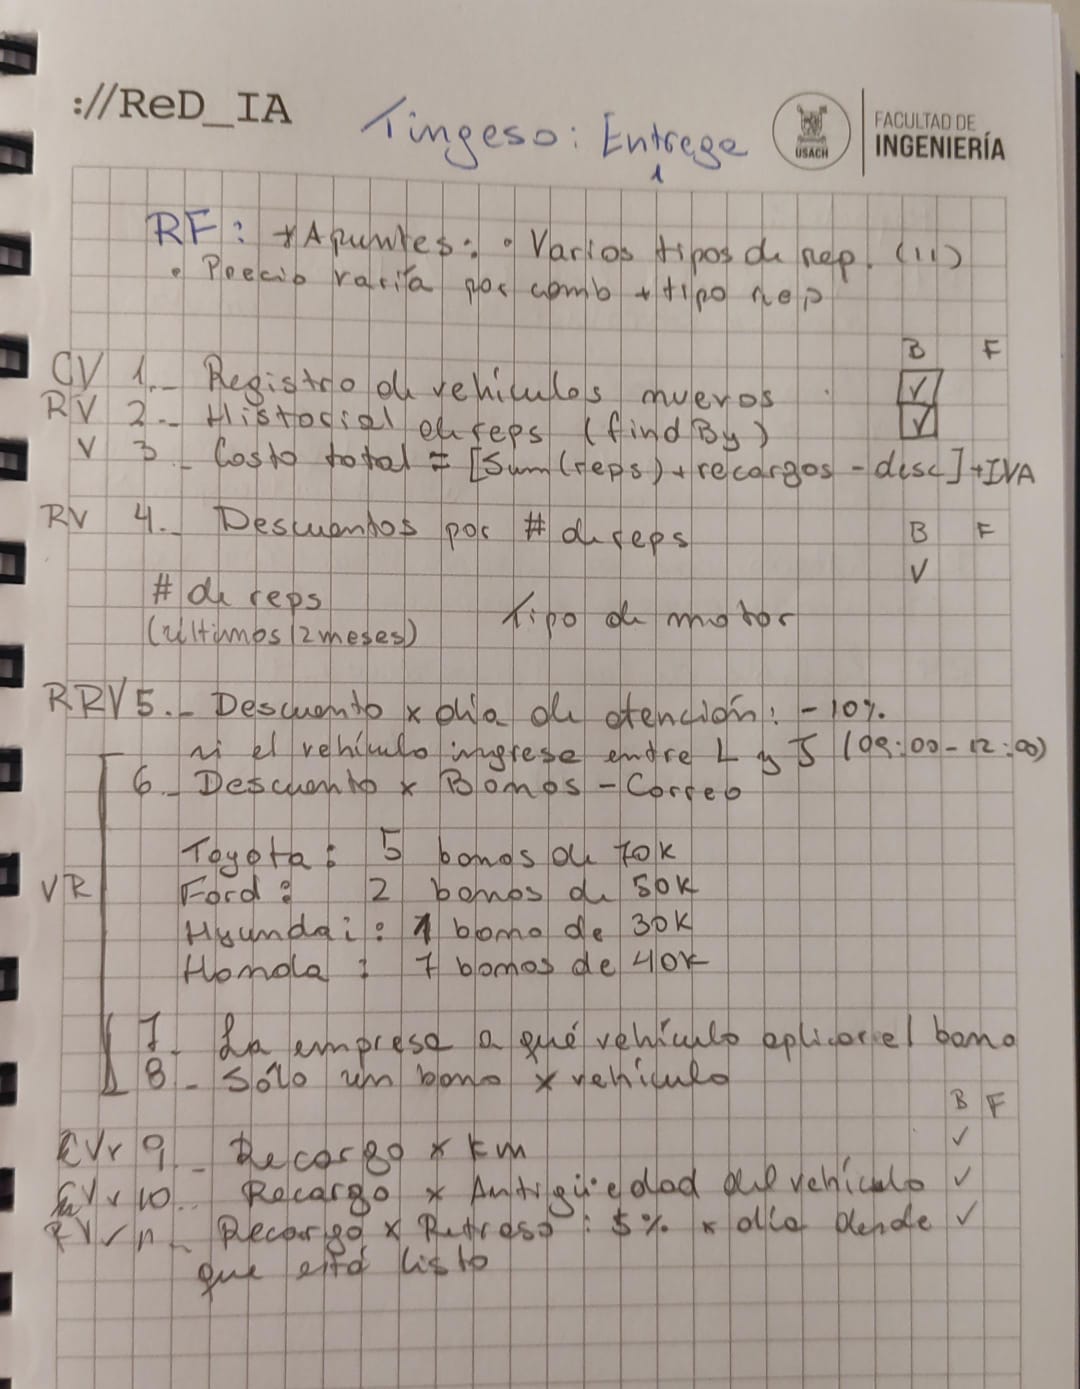 ://ReD_IA
Tingeso: Entrega
1
USACH
FACULTAD DE
INGENIERÍA
RF: *Apuntes: • Varios tipos de rep. (11)
• Precio varía por comb + tipo rep
B F
CV 1.- Registro de vehículos nuevos ✓
RV 2.- Historial de reps (findBy) ✓
V 3.- Costo total = [Sum(reps) + recargos - desc] + IVA
RV 4.- Descuentos por # de reps B F
✓
# de reps
(últimos 12 meses) Tipo de motor
RRV 5.- Descuento x día de atención: -10%
si el vehículo ingresa entre L y J (09:00-12:00)
6.- Descuento x Bonos - Correo
Toyota: 5 bonos de 70K
VR Ford: 2 bonos de 50K
Hyundai: 1 bono de 30K
Honda: 7 bonos de 40K
7.- La empresa a qué vehículo aplicar el bono
8.- Sólo un bono x vehículo
B F
9.- Recargo x km ✓
10.- Recargo x Antigüedad del vehículo ✓
11.- Recargo x Retraso: 5% x día desde ✓
que está listo